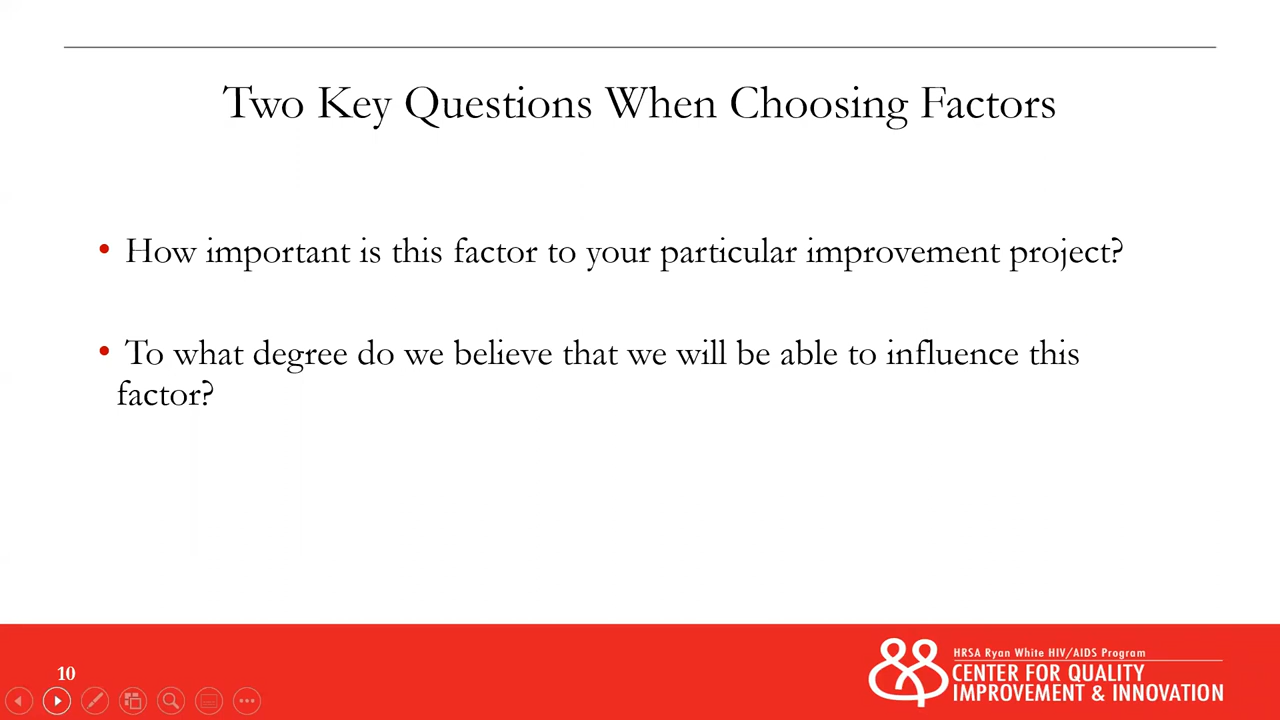 Two Key Questions When Choosing Factors
• How important is this factor to your particular improvement project?
• To what degree do we believe that we will be able to influence this
factor?
10
HRSA Ryan White HIV/AIDS Program
CENTER FOR QUALITY
IMPROVEMENT & INNOVATION